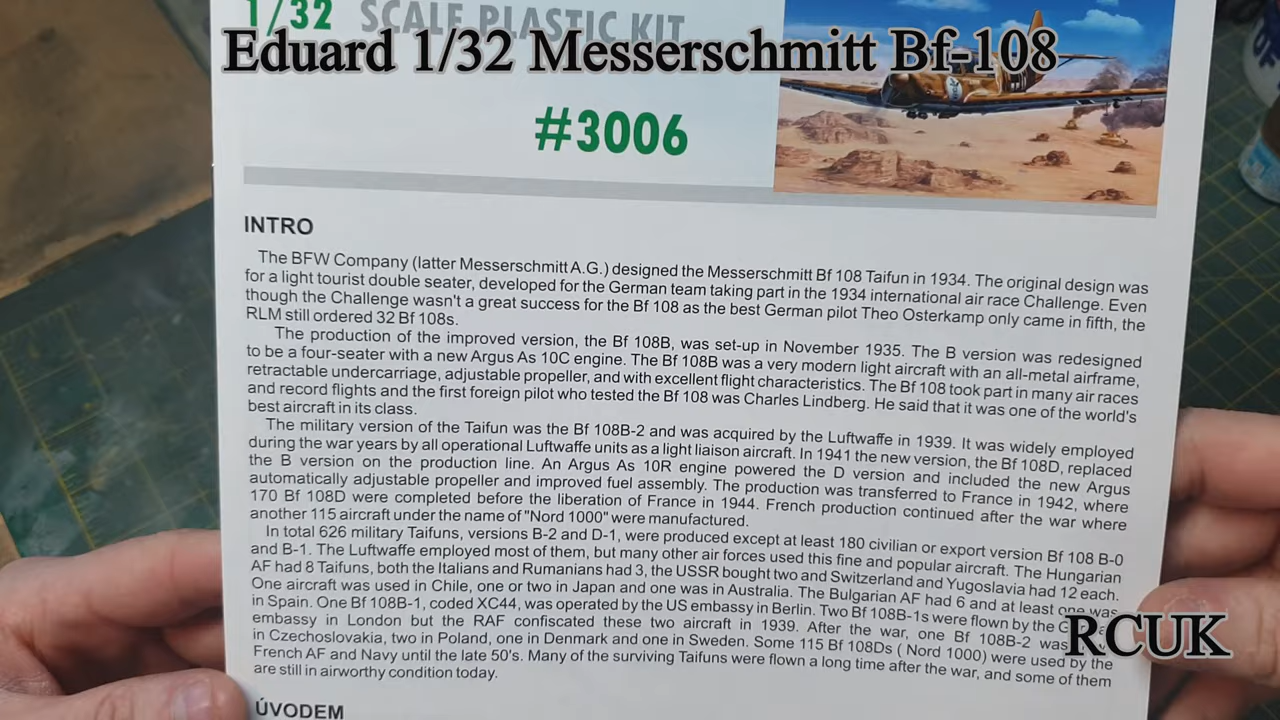 1/32 SCALE PLASTIC KIT
Eduard 1/32 Messerschmitt Bf-108
#3006
INTRO
The BFW Company (latter Messerschmitt A.G.) designed the Messerschmitt Bf 108 Taifun in 1934. The original design was
for a light tourist double seater, developed for the German team taking part in the 1934 international air race Challenge. Even
though the Challenge wasn't a great success for the Bf 108 as the best German pilot Theo Osterkamp only came in fifth, the
RLM still ordered 32 Bf 108s.
The production of the improved version, the Bf 108B, was set-up in November 1935. The B version was redesigned
to be a four-seater with a new Argus As 10C engine. The Bf 108B was a very modern light aircraft with an all-metal airframe,
retractable undercarriage, adjustable propeller, and with excellent flight characteristics. The Bf 108 took part in many air races
and record flights and the first foreign pilot who tested the Bf 108 was Charles Lindberg. He said that it was one of the world's
best aircraft in its class.
The military version of the Taifun was the Bf 108B-2 and was acquired by the Luftwaffe in 1939. It was widely employed
during the war years by all operational Luftwaffe units as a light liaison aircraft. In 1941 the new version, the Bf 108D, replaced
the B version on the production line. An Argus As 10R engine powered the D version and included the new Argus
automatically adjustable propeller and improved fuel assembly. The production was transferred to France in 1942, where
170 Bf 108D were completed before the liberation of France in 1944. French production continued after the war where
another 115 aircraft under the name of "Nord 1000" were manufactured.
In total 626 military Taifuns, versions B-2 and D-1, were produced except at least 180 civilian or export version Bf 108 B-0
and B-1. The Luftwaffe employed most of them, but many other air forces used this fine and popular aircraft. The Hungarian
AF had 8 Taifuns, both the Italians and Rumanians had 3, the USSR bought two and Switzerland and Yugoslavia had 12 each.
One aircraft was used in Chile, one or two in Japan and one was in Australia. The Bulgarian AF had 6 and at least one was
in Spain. One Bf 108B-1, coded XC44, was operated by the US embassy in Berlin. Two Bf 108B-1s were flown by the
embassy in London but the RAF confiscated these two aircraft in 1939. After the war, one Bf 108B-2 was
in Czechoslovakia, two in Poland, one in Denmark and one in Sweden. Some 115 Bf 108Ds ( Nord 1000) were used by the
French AF and Navy until the late 50's. Many of the surviving Taifuns were flown a long time after the war, and some of them
are still in airworthy condition today.
RCUK
ÚVODEM